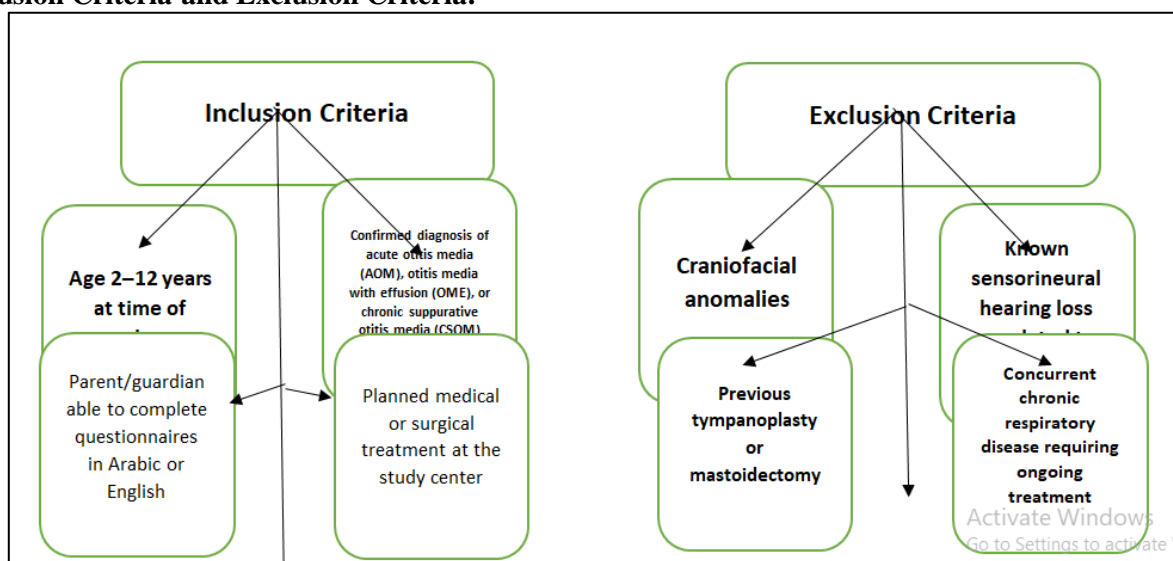 usion Criteria and Exclusion Criteria:
Inclusion Criteria
Age 2–12 years
at time of
Confirmed diagnosis of
acute otitis media
(AOM), otitis media
with effusion (OME), or
chronic suppurative
otitis media (CSOM)
Parent/guardian
able to complete
questionnaires
in Arabic or
English
Planned medical
or surgical
treatment at the
study center
Exclusion Criteria
Craniofacial
anomalies
Known
sensorineural
hearing loss
Previous
tympanoplasty
or
mastoidectomy
Concurrent
chronic
respiratory
disease requiring
ongoing
treatment
Activate Windows
Go to Settings to activate